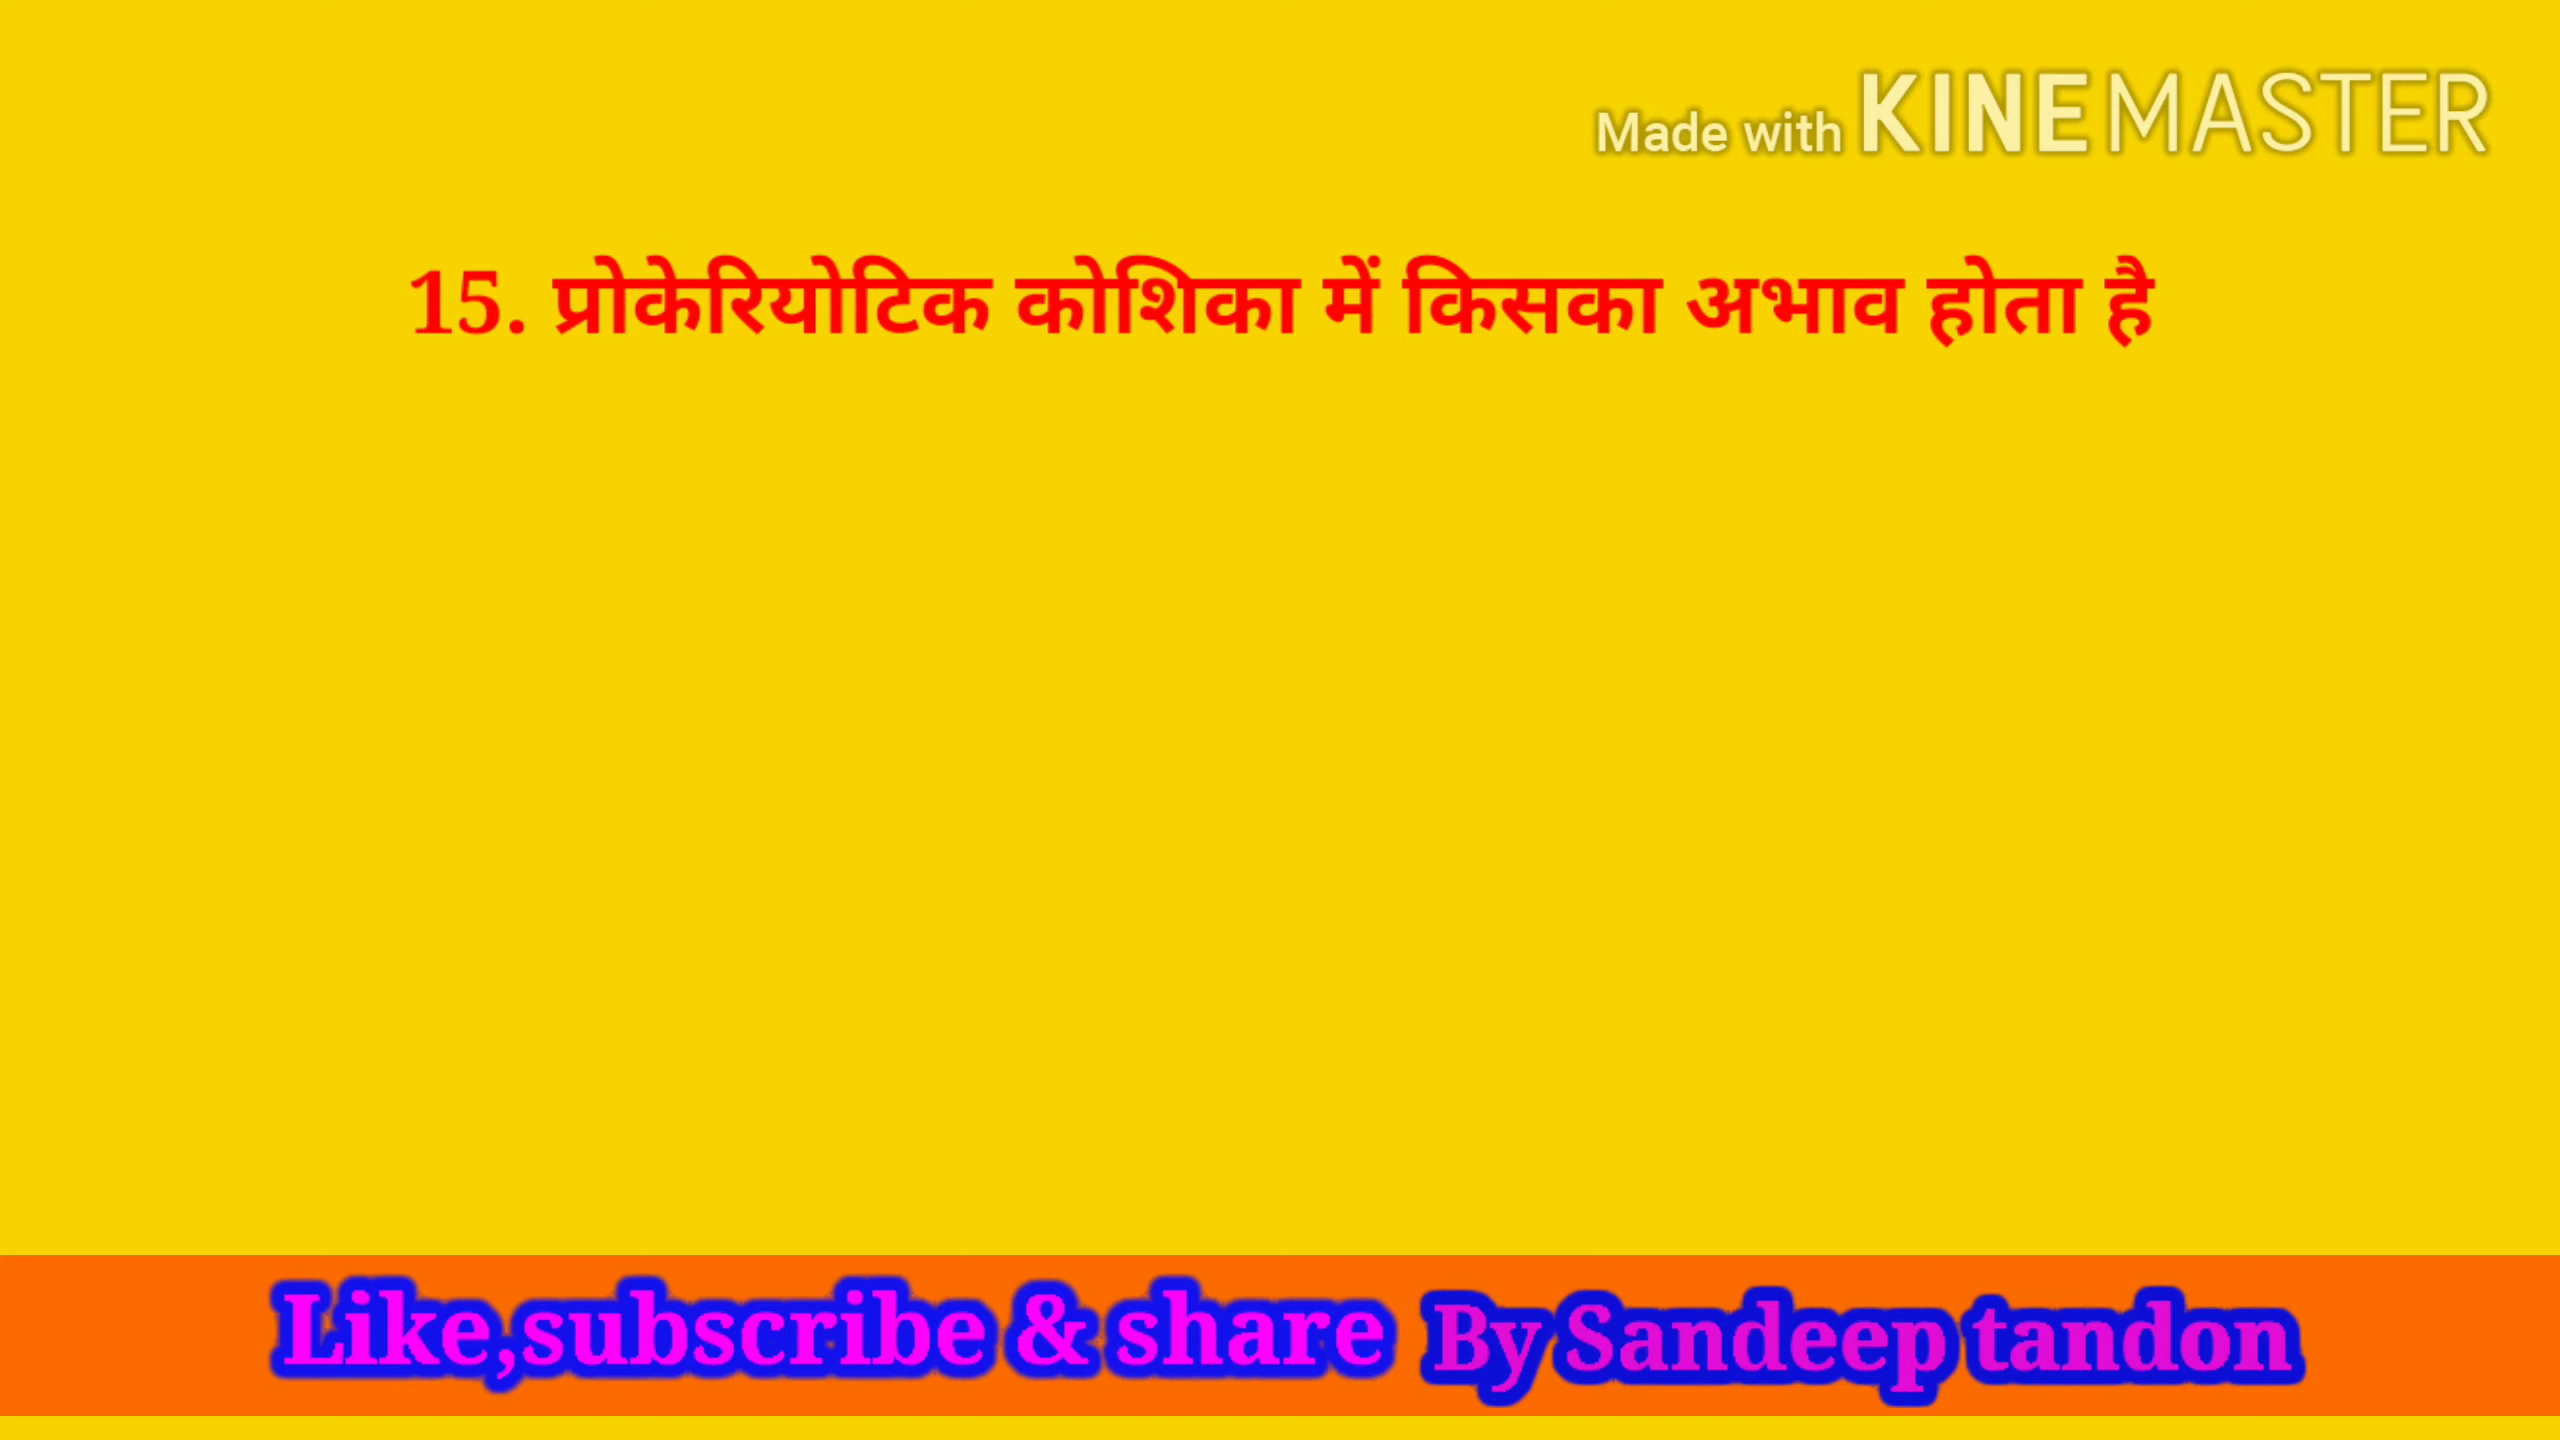 Made with KINEMASTER
15. प्रोकेरियोटिक कोशिका में किसका अभाव होता है
Like,subscribe & share By Sandeep tandon